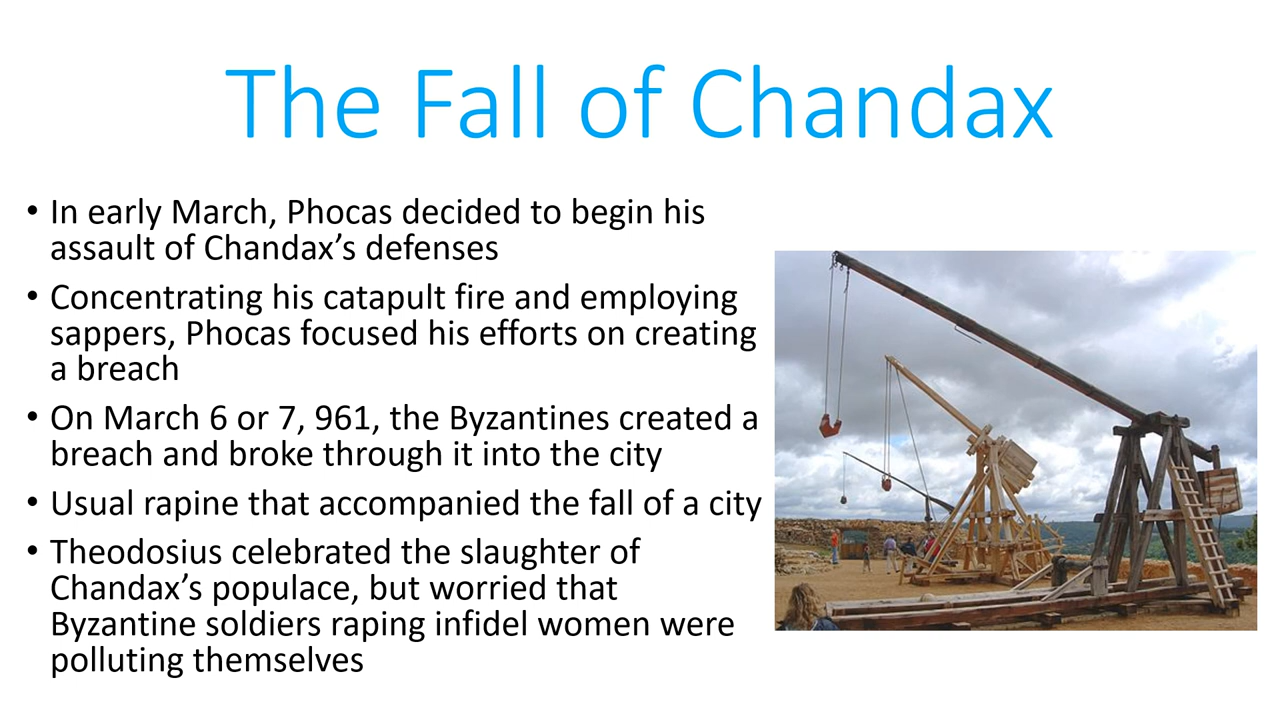 The Fall of Chandax
• In early March, Phocas decided to begin his
assault of Chandax’s defenses
• Concentrating his catapult fire and employing
sappers, Phocas focused his efforts on creating
a breach
• On March 6 or 7, 961, the Byzantines created a
breach and broke through it into the city
• Usual rapine that accompanied the fall of a city
• Theodosius celebrated the slaughter of
Chandax’s populace, but worried that
Byzantine soldiers raping infidel women were
polluting themselves